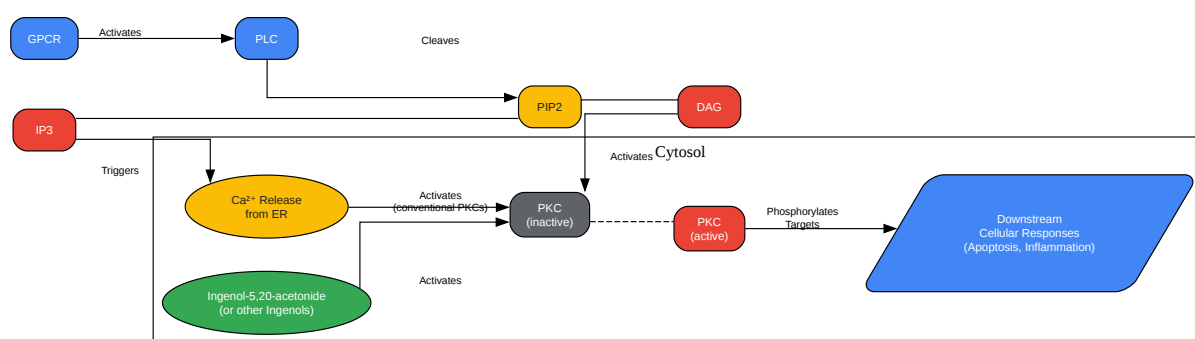 GPCR
Activates
PLC
Cleaves
PIP2
DAG
IP3
Triggers
Activates
Cytosol
Ca²⁺ Release
from ER
Activates
(conventional PKCs)
PKC
(inactive)
PKC
(active)
Phosphorylates
Targets
Downstream
Cellular Responses
(Apoptosis, Inflammation)
Ingenol-5,20-acetonide
(or other Ingenols)
Activates